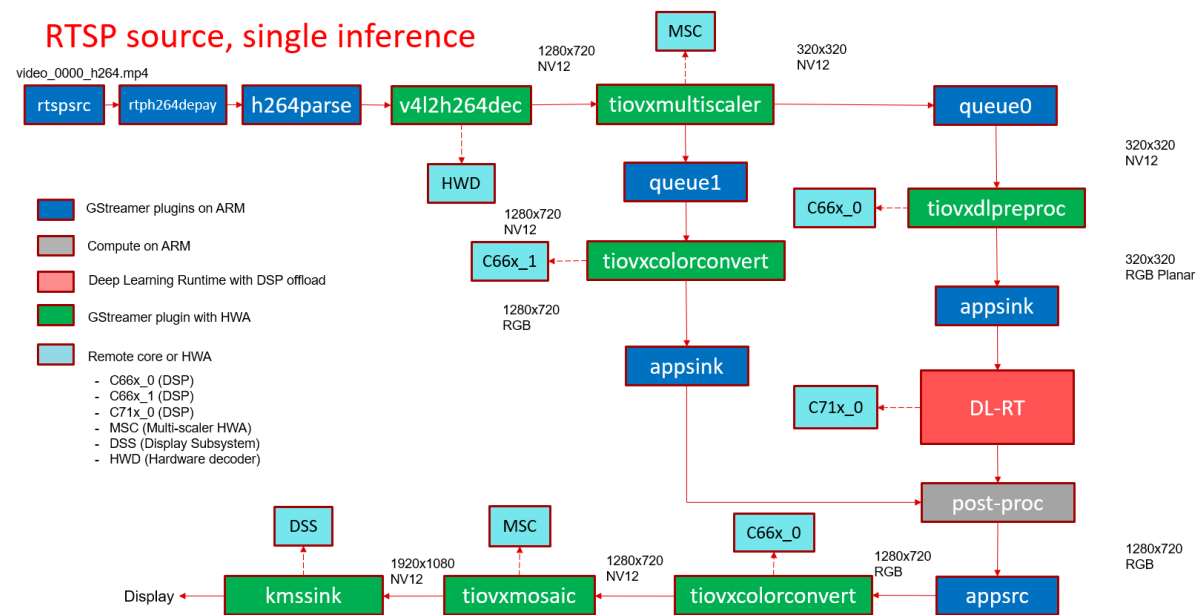 RTSP source, single inference
video_0000_h264.mp4
rtspsrc
rtph264depay
h264parse
v4l2h264dec
1280x720
NV12
MSC
tiovxmultiscaler
320x320
NV12
queue0
HWD
queue1
320x320
NV12
C66x_0
tiovxdlpreproc
1280x720
NV12
C66x_1
tiovxcolorconvert
320x320
RGB Planar
1280x720
RGB
appsink
appsink
GStreamer plugins on ARM
Compute on ARM
Deep Learning Runtime with DSP offload
GStreamer plugin with HWA
Remote core or HWA
- C66x_0 (DSP)
- C66x_1 (DSP)
- C71x_0 (DSP)
- MSC (Multi-scaler HWA)
- DSS (Display Subsystem)
- HWD (Hardware decoder)
C71x_0
DL-RT
post-proc
1280x720
RGB
appsrc
1280x720
RGB
C66x_0
tiovxcolorconvert
1280x720
NV12
MSC
tiovxmosaic
1920x1080
NV12
DSS
kmssink
Display